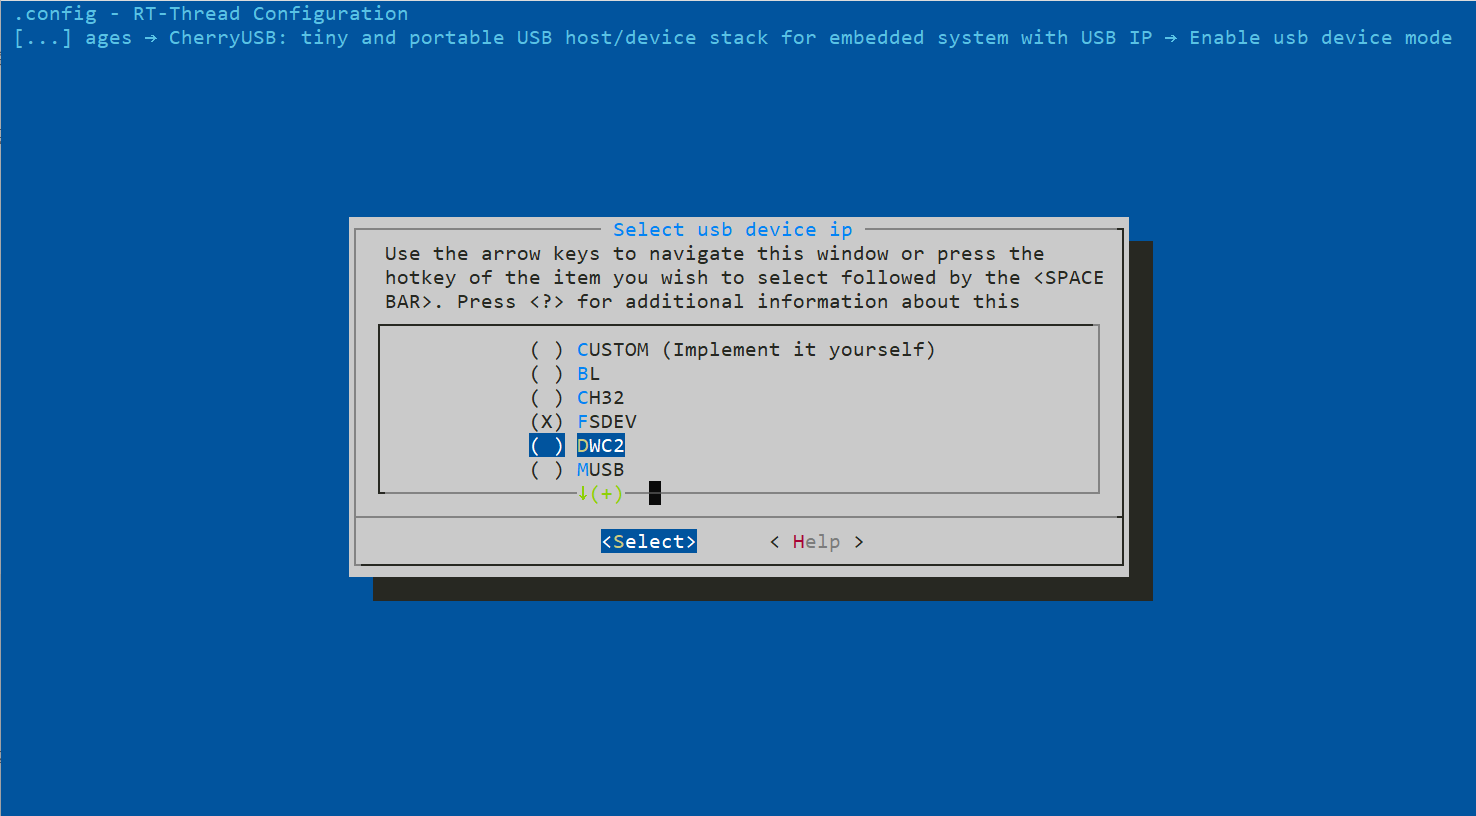 .config - RT-Thread Configuration
[...] ages → CherryUSB: tiny and portable USB host/device stack for embedded system with USB IP → Enable usb device mode
Select usb device ip
Use the arrow keys to navigate this window or press the
hotkey of the item you wish to select followed by the <SPACE
BAR>. Press <?> for additional information about this
( ) CUSTOM (Implement it yourself)
( ) BL
( ) CH32
(X) FSDEV
( ) DWC2
( ) MUSB
↓(+)
<Select> < Help >